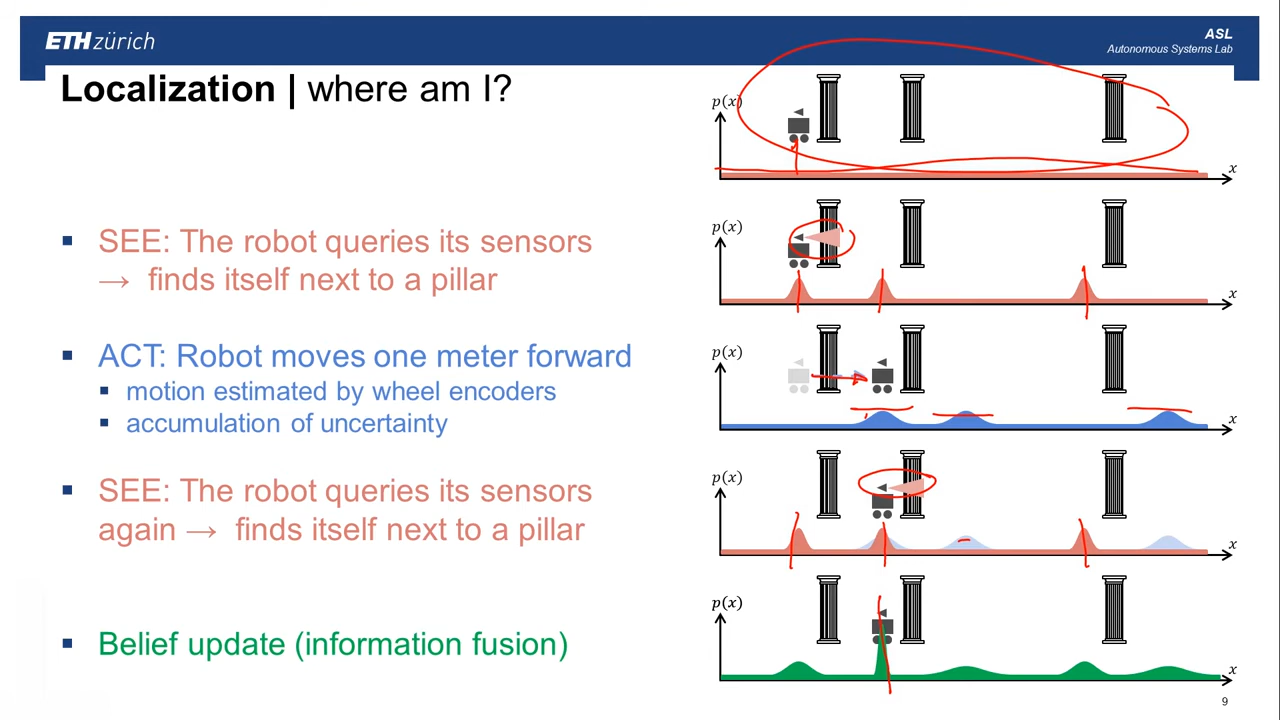 ETH zürich
ASL
Autonomous Systems Lab
Localization | where am I?
▪ SEE: The robot queries its sensors
→ finds itself next to a pillar
▪ ACT: Robot moves one meter forward
▪ motion estimated by wheel encoders
▪ accumulation of uncertainty
▪ SEE: The robot queries its sensors
again → finds itself next to a pillar
▪ Belief update (information fusion)
p(x)
x
p(x)
x
p(x)
x
p(x)
x
p(x)
x
9